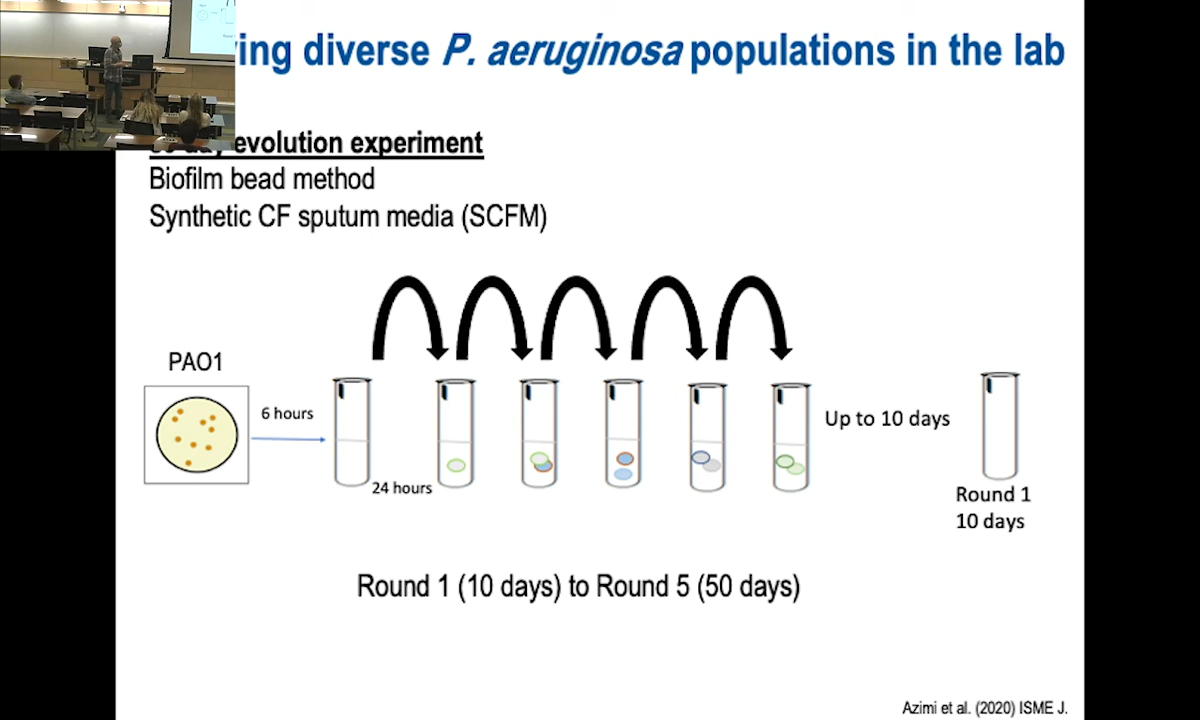 ing diverse P. aeruginosa populations in the lab
evolution experiment
Biofilm bead method
Synthetic CF sputum media (SCFM)
PAO1
6 hours
24 hours
Up to 10 days
Round 1
10 days
Round 1 (10 days) to Round 5 (50 days)
Azimi et al. (2020) ISME J.